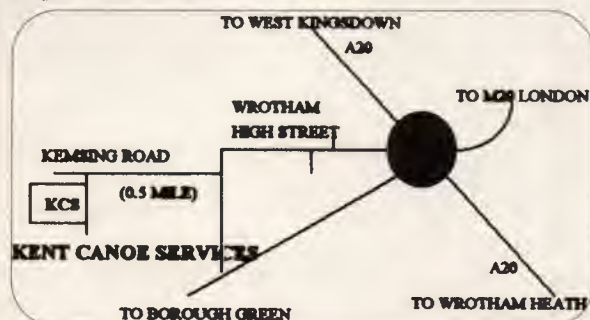 TO WEST KINGSDOWN
A20
TO M20 LONDON
WROTHAM
HIGH STREET
KEMSING ROAD
KCS
(0.5 MILE)
KENT CANOE SERVICES
A20
TO BOROUGH GREEN
TO WROTHAM HEATH